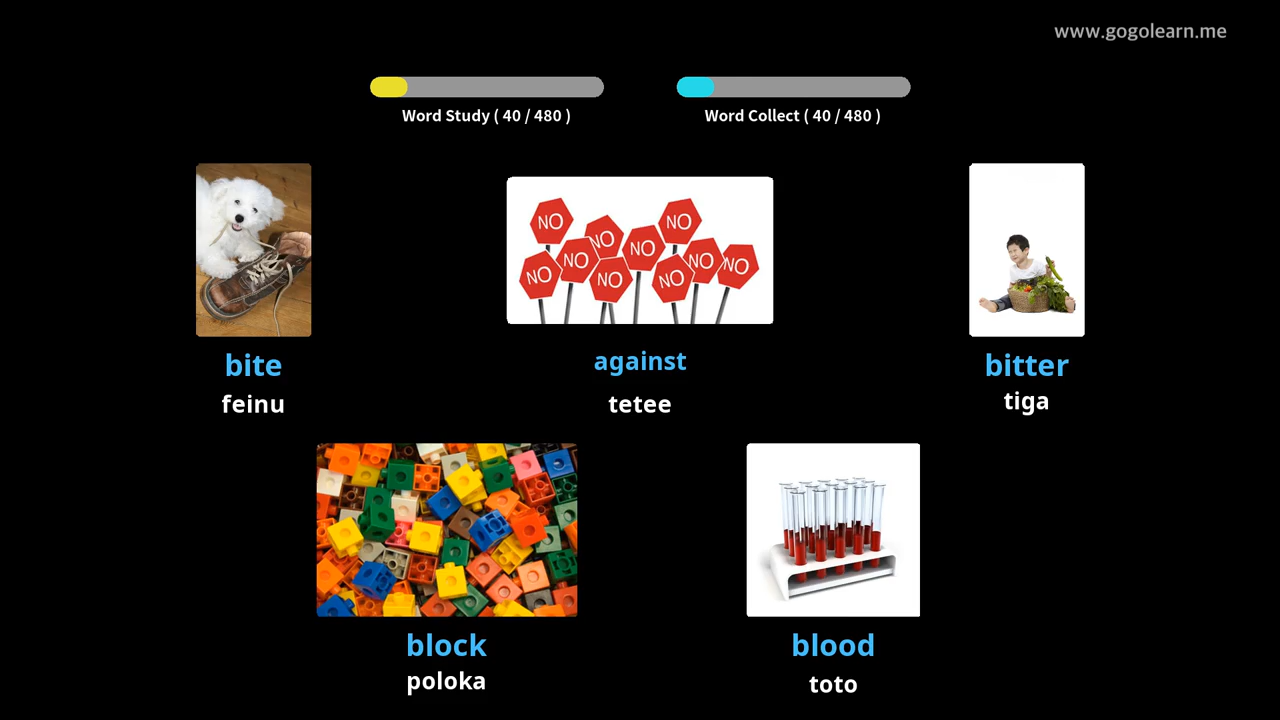 www.gogolearn.me
Word Study ( 40 / 480 )
Word Collect ( 40 / 480 )
NO
NO
NO
NO
NO
NO
NO
NO
NO
NO
bite
feinu
against
tetee
bitter
tiga
block
poloka
blood
toto